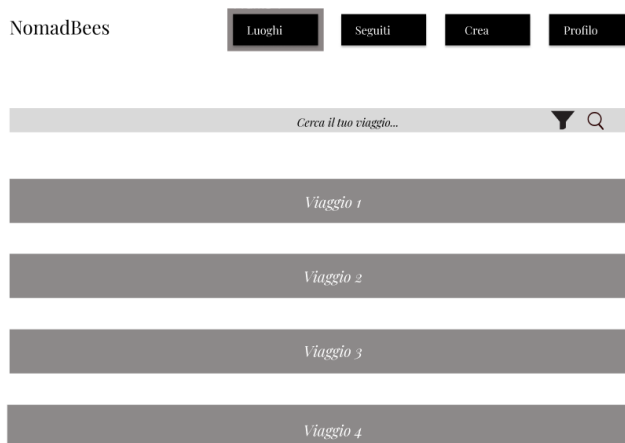 NomadBees
Luoghi
Seguiti
Crea
Profilo
Cerca il tuo viaggio...
Viaggio 1
Viaggio 2
Viaggio 3
Viaggio 4